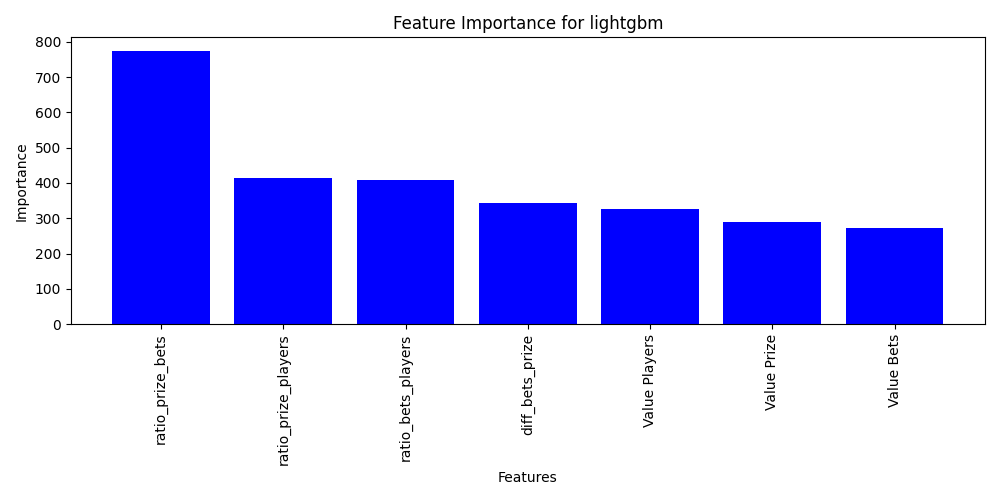 Feature Importance for lightgbm
Importance
800
700
600
500
400
300
200
100
0
ratio_prize_bets
ratio_prize_players
ratio_bets_players
diff_bets_prize
Value Players
Value Prize
Value Bets
Features